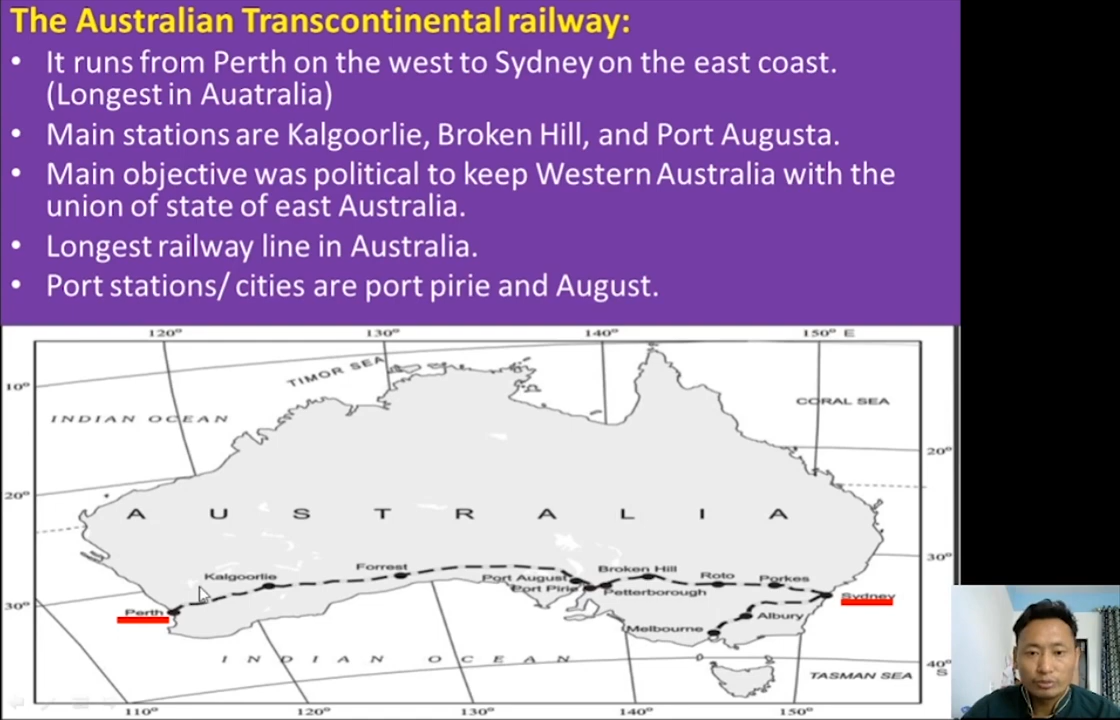 The Australian Transcontinental railway:
• It runs from Perth on the west to Sydney on the east coast.
(Longest in Auatralia)
• Main stations are Kalgoorlie, Broken Hill, and Port Augusta.
• Main objective was political to keep Western Australia with the
union of state of east Australia.
• Longest railway line in Australia.
• Port stations/ cities are port pirie and August.
120° 130° 140° 150° E
TIMOR SEA
10°
INDIAN OCEAN
CORAL SEA
20°
20°
AUSTRALIA
30°
Kalgoorlie
Forrest
Port August
Broken Hill
Roto
Porkes
Port Pirie
Petterborough
Sydney
30°
Perth
Albury
Melbourne
INDIAN OCEAN
40°
S
TASMAN SEA
110° 120° 130° 140° 150°